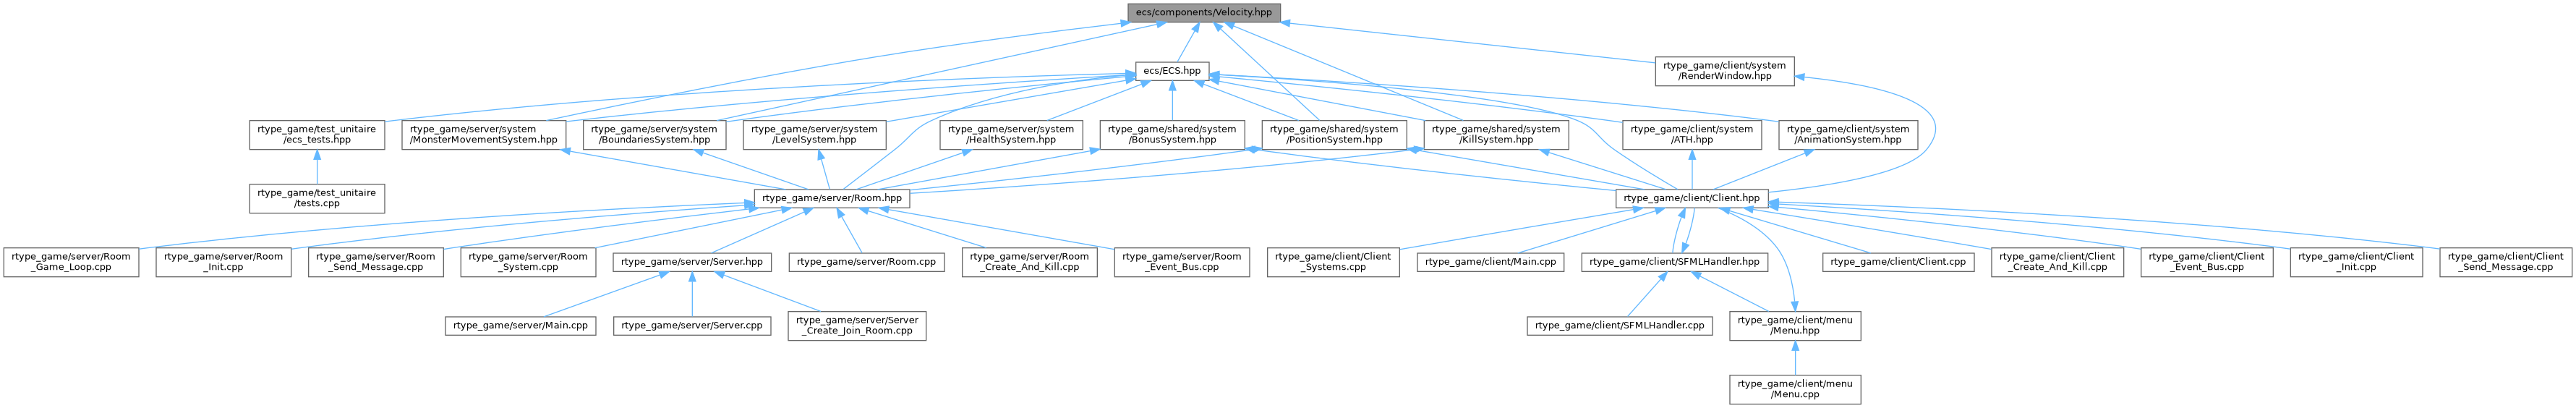 ecs/components/Velocity.hpp
ecs/ECS.hpp
rtype_game/client/system
/RenderWindow.hpp
rtype_game/test_unitaire
/ecs_tests.hpp
rtype_game/server/system
/MonsterMovementSystem.hpp
rtype_game/server/system
/BoundariesSystem.hpp
rtype_game/server/system
/LevelSystem.hpp
rtype_game/server/system
/HealthSystem.hpp
rtype_game/shared/system
/BonusSystem.hpp
rtype_game/shared/system
/PositionSystem.hpp
rtype_game/shared/system
/KillSystem.hpp
rtype_game/client/system
/ATH.hpp
rtype_game/client/system
/AnimationSystem.hpp
rtype_game/test_unitaire
/tests.cpp
rtype_game/server/Room.hpp
rtype_game/client/Client.hpp
rtype_game/server/Room
_Game_Loop.cpp
rtype_game/server/Room
_Init.cpp
rtype_game/server/Room
_Send_Message.cpp
rtype_game/server/Room
_System.cpp
rtype_game/server/Server.hpp
rtype_game/server/Room.cpp
rtype_game/server/Room
_Create_And_Kill.cpp
rtype_game/server/Room
_Event_Bus.cpp
rtype_game/client/Client
_Systems.cpp
rtype_game/client/Main.cpp
rtype_game/client/SFMLHandler.hpp
rtype_game/client/Client.cpp
rtype_game/client/Client
_Create_And_Kill.cpp
rtype_game/client/Client
_Event_Bus.cpp
rtype_game/client/Client
_Init.cpp
rtype_game/client/Client
_Send_Message.cpp
rtype_game/server/Main.cpp
rtype_game/server/Server.cpp
rtype_game/server/Server
_Create_Join_Room.cpp
rtype_game/client/SFMLHandler.cpp
rtype_game/client/menu
/Menu.hpp
rtype_game/client/menu
/Menu.cpp